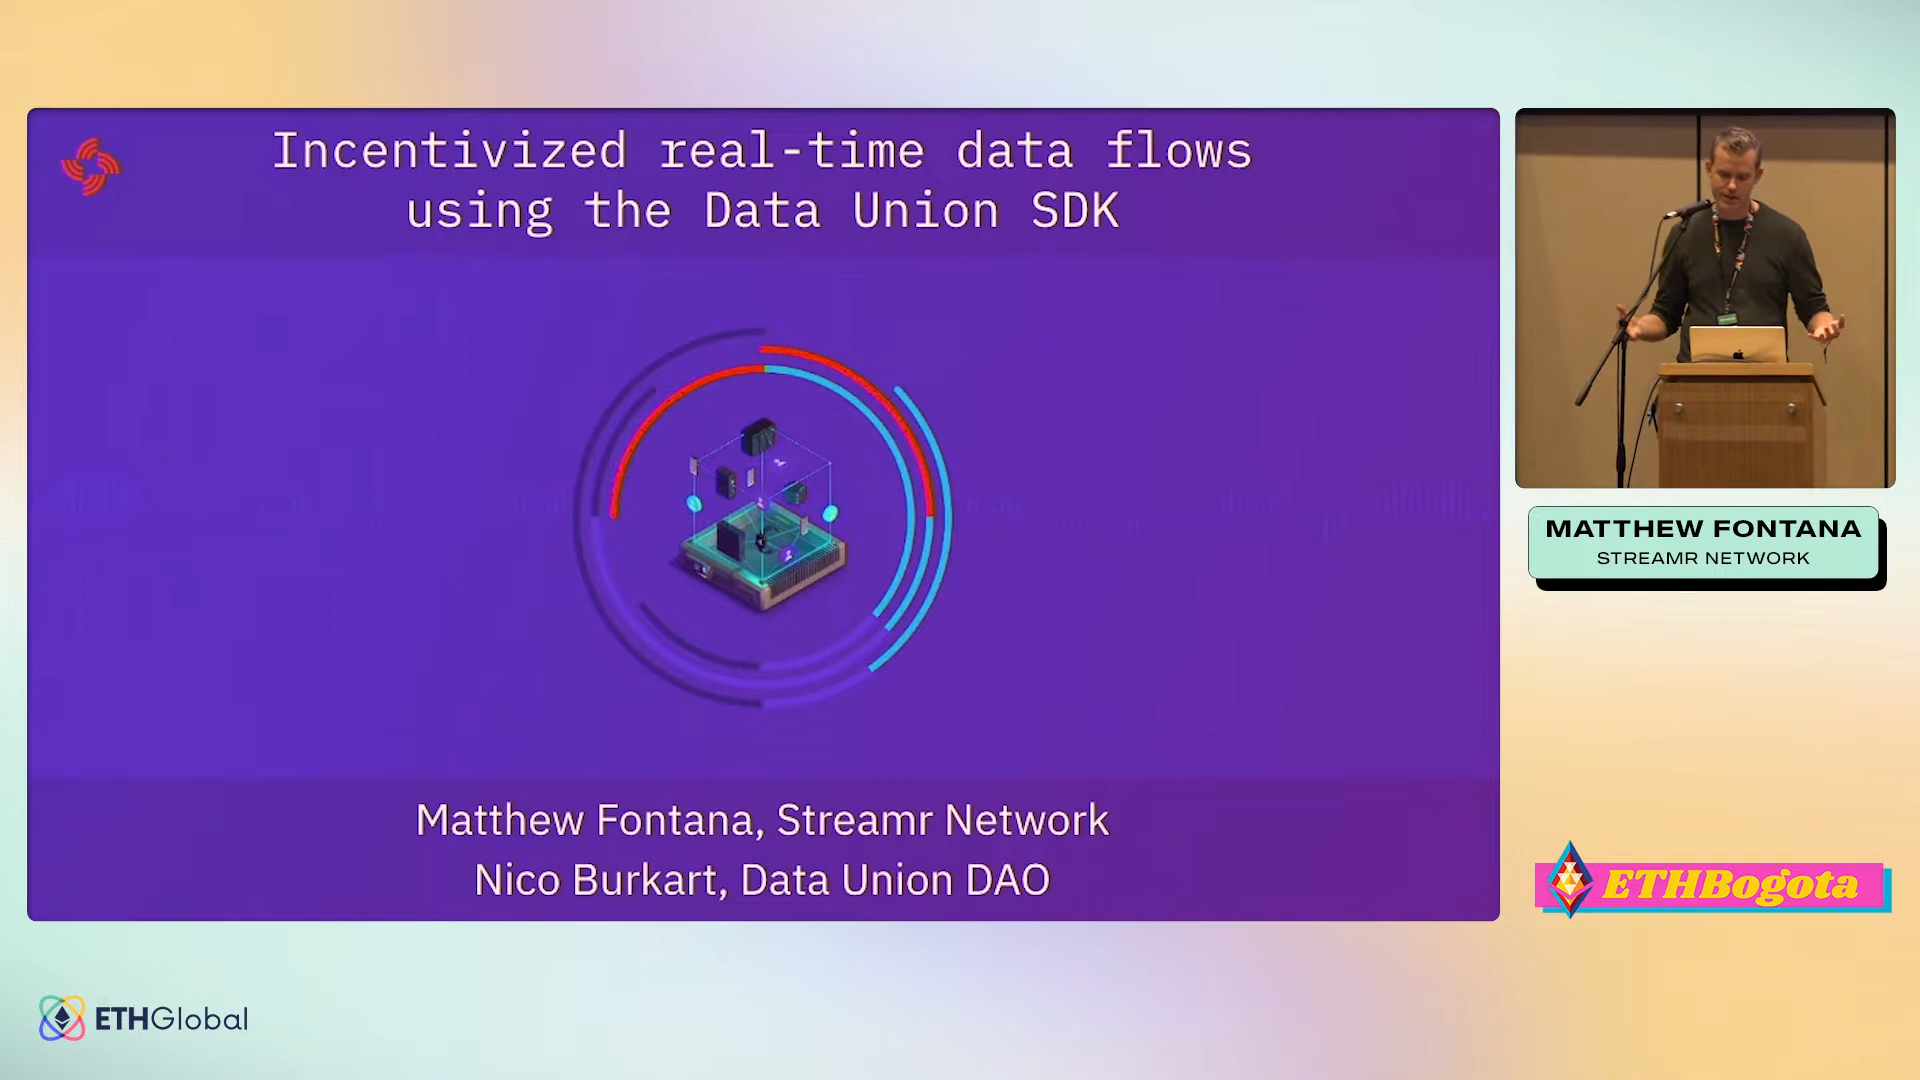 Incentivized real-time data flows
using the Data Union SDK
Matthew Fontana, Streamr Network
Nico Burkart, Data Union DAO
MATTHEW FONTANA
STREAMR NETWORK
ETHBogota
ETHGlobal